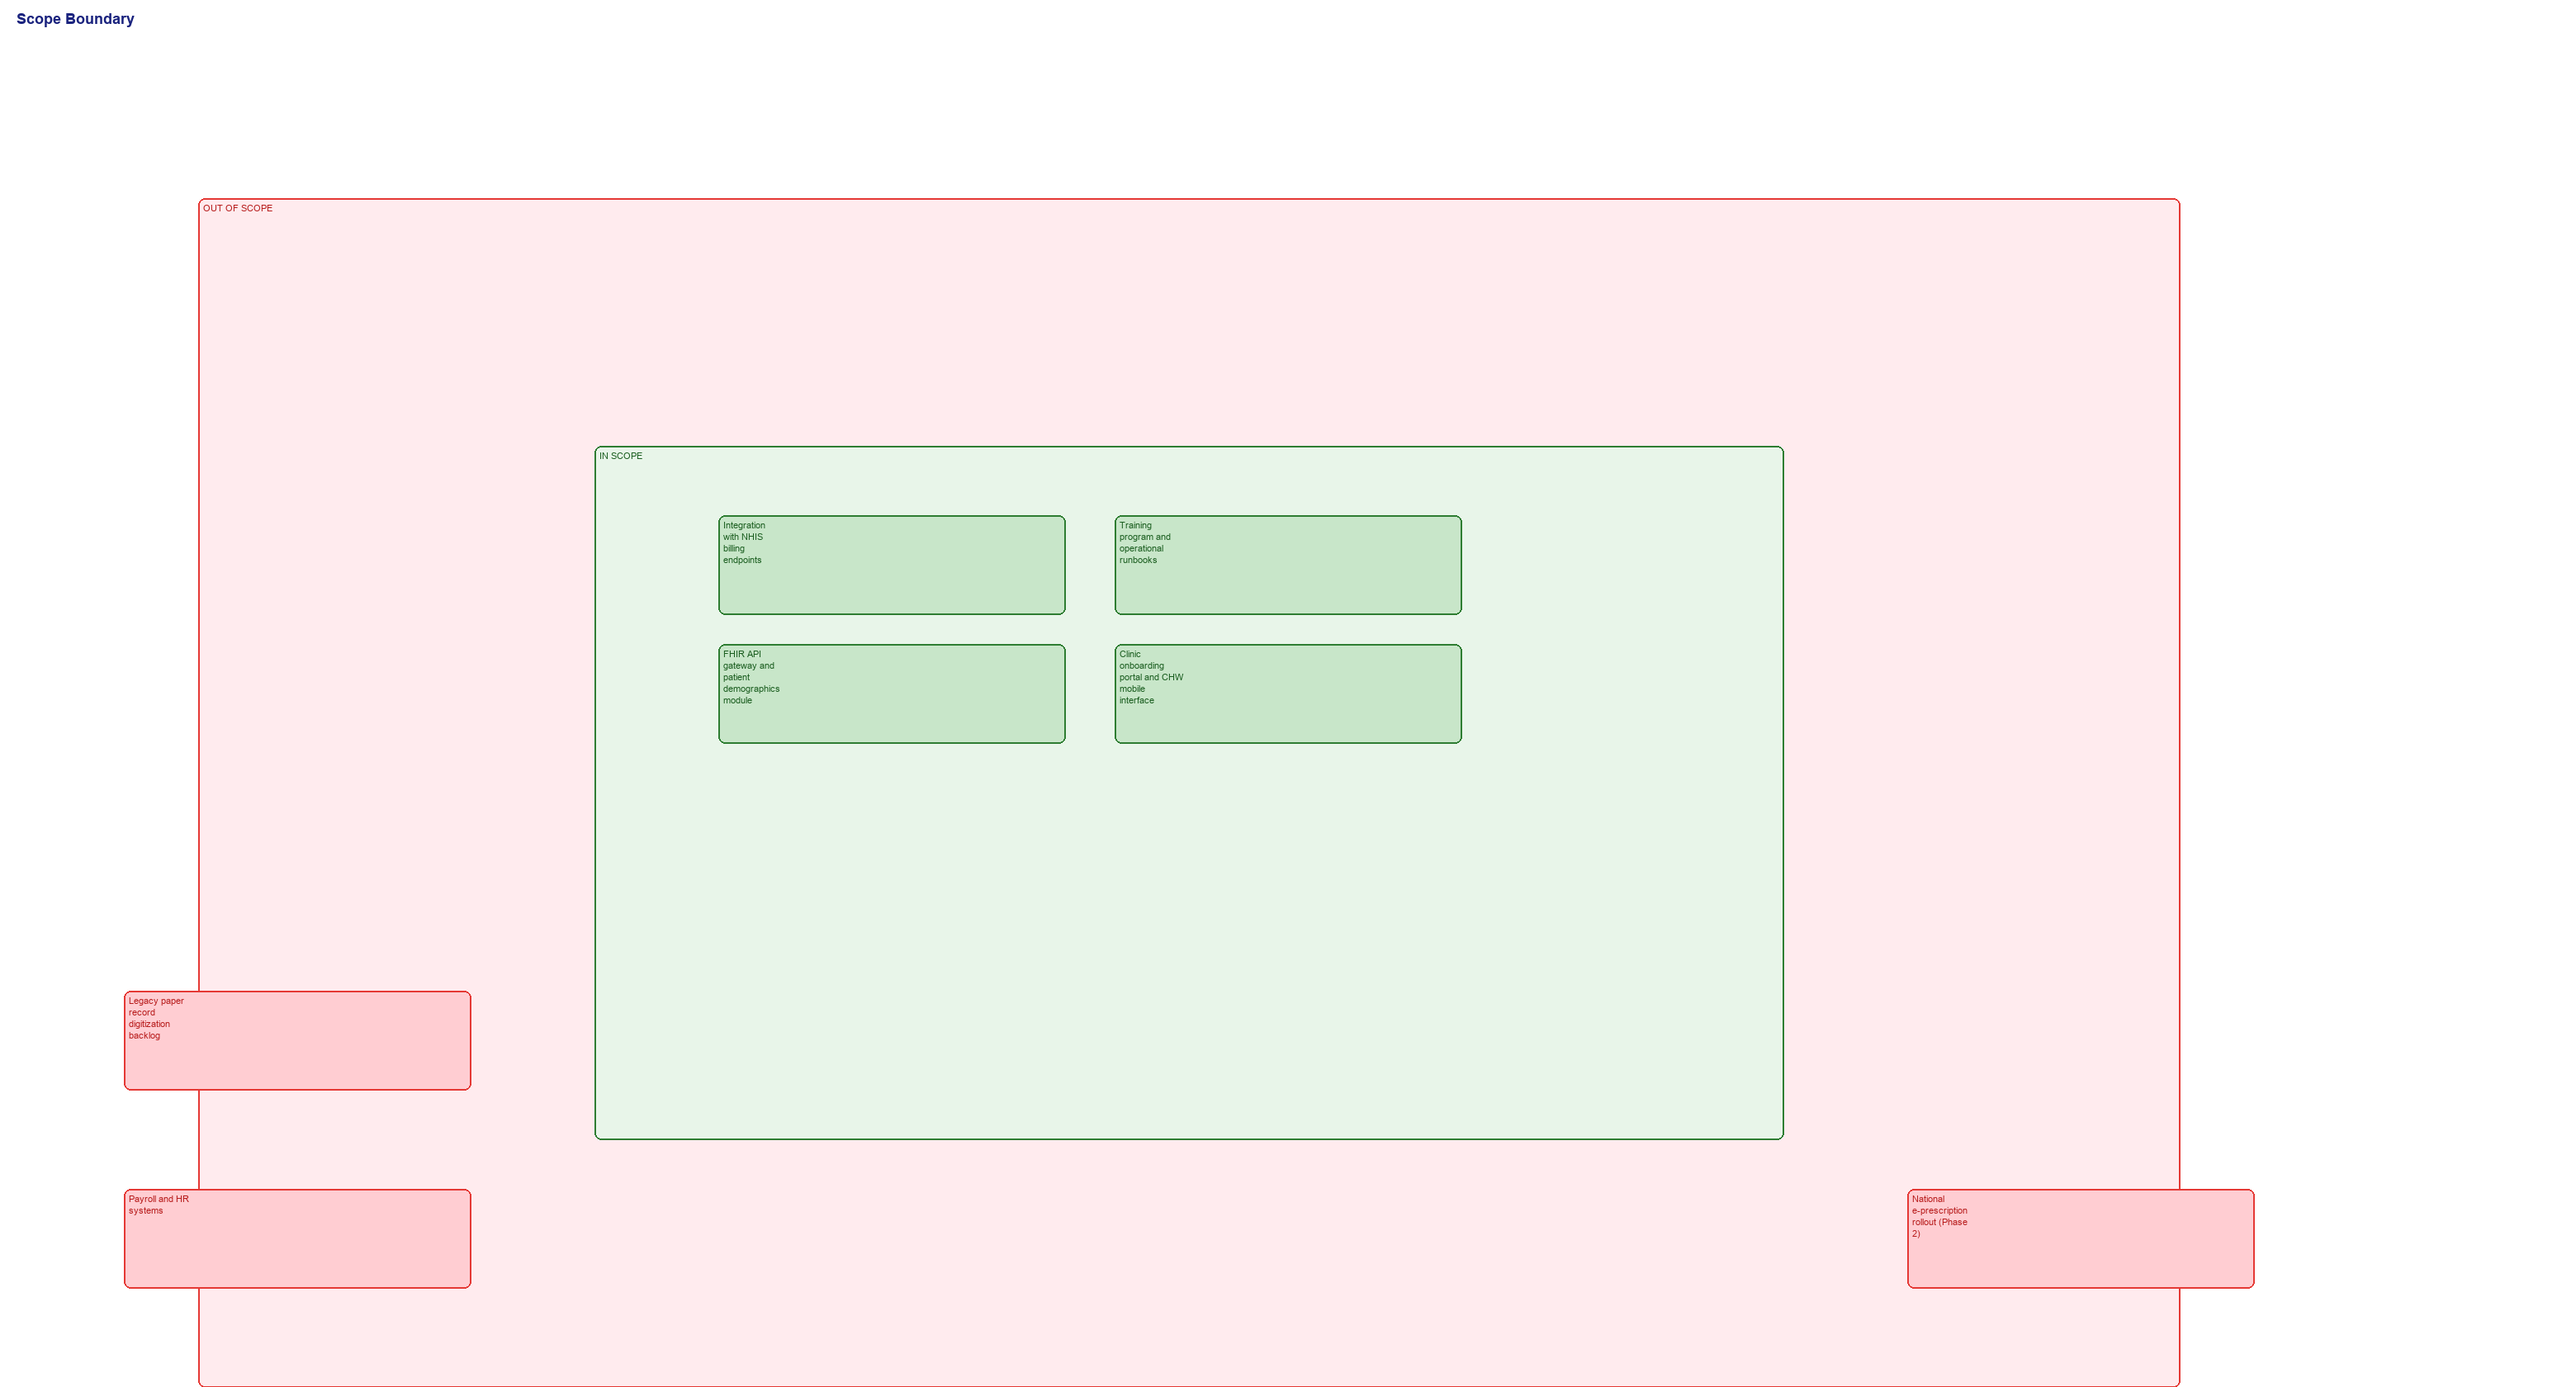 Scope Boundary
OUT OF SCOPE
IN SCOPE
Integration
with NHIS
billing
endpoints
Training
program and
operational
runbooks
FHIR API
gateway and
patient
demographics
module
Clinic
onboarding
portal and CHW
mobile
interface
Legacy paper
record
digitization
backlog
Payroll and HR
systems
National
e-prescription
rollout (Phase
2)